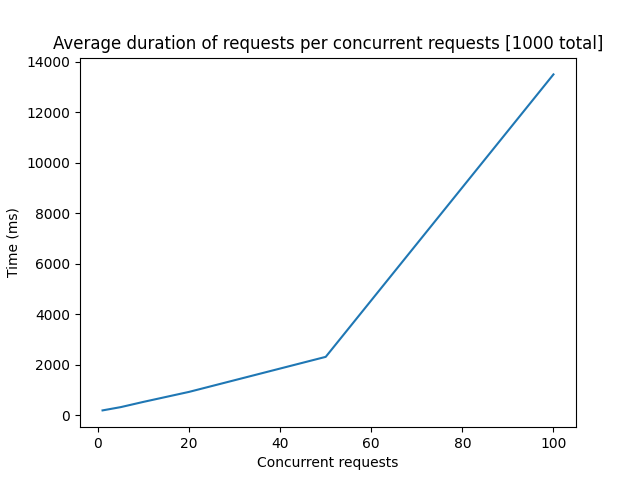 Average duration of requests per concurrent requests [1000 total]
14000
12000
10000
8000
6000
4000
2000
0
Time (ms)
0 20 40 60 80 100
Concurrent requests